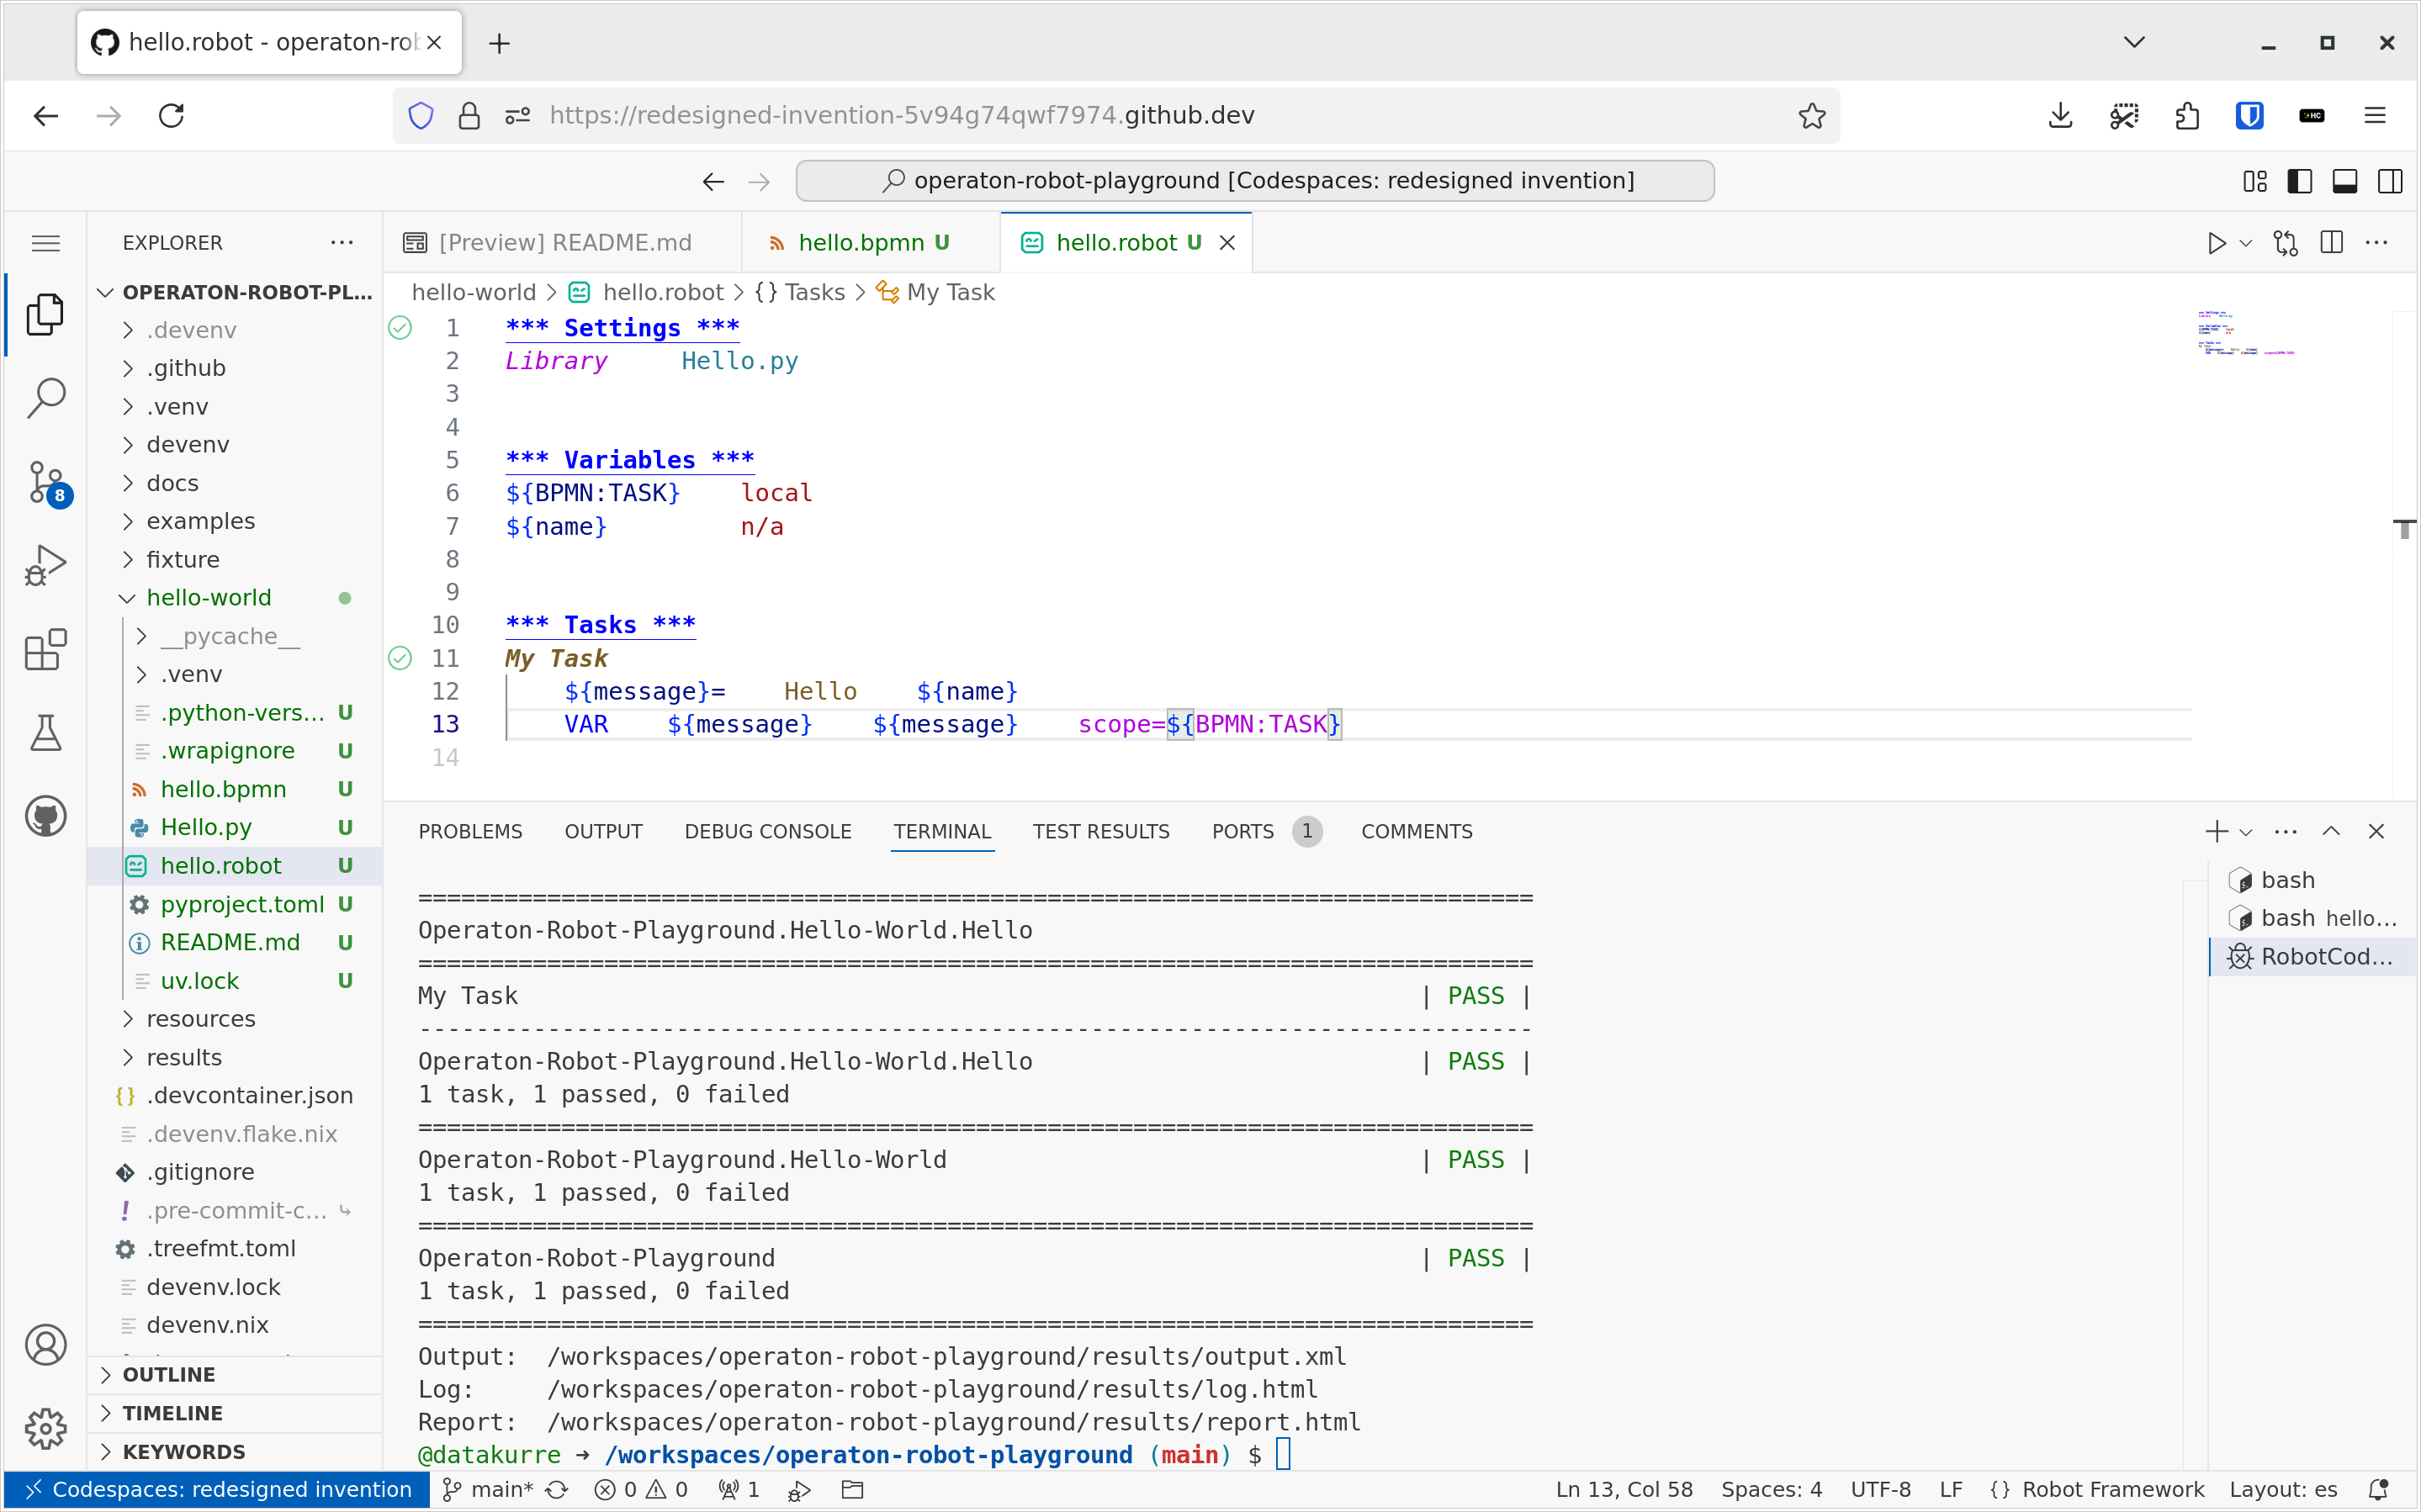 hello.robot - operaton-rob
https://redesigned-invention-5v94g74qwf7974.github.dev
HC
operaton-robot-playground [Codespaces: redesigned invention]
EXPLORER
OPERATON-ROBOT-PL...
.devenv
.github
.venv
devenv
docs
examples
fixture
hello-world
__pycache__
.venv
.python-vers... U
.wrapignore U
hello.bpmn U
Hello.py U
hello.robot U
pyproject.toml U
README.md U
uv.lock U
resources
results
.devcontainer.json
.devenv.flake.nix
.gitignore
.pre-commit-c...
.treefmt.toml
devenv.lock
devenv.nix
OUTLINE
TIMELINE
KEYWORDS
8
[Preview] README.md
hello.bpmn U
hello.robot U
hello-world > hello.robot > {} Tasks > My Task
1 *** Settings ***
2 Library     Hello.py
3
4
5 *** Variables ***
6 ${BPMN:TASK}    local
7 ${name}         n/a
8
9
10 *** Tasks ***
11 My Task
12     ${message}=    Hello    ${name}
13     VAR    ${message}    ${message}    scope=${BPMN:TASK}
14
PROBLEMS OUTPUT DEBUG CONSOLE TERMINAL TEST RESULTS PORTS 1 COMMENTS
==============================================================================
Operaton-Robot-Playground.Hello-World.Hello
==============================================================================
My Task                                                               | PASS |
------------------------------------------------------------------------------
Operaton-Robot-Playground.Hello-World.Hello                           | PASS |
1 task, 1 passed, 0 failed
==============================================================================
Operaton-Robot-Playground.Hello-World                                 | PASS |
1 task, 1 passed, 0 failed
==============================================================================
Operaton-Robot-Playground                                             | PASS |
1 task, 1 passed, 0 failed
==============================================================================
Output:  /workspaces/operaton-robot-playground/results/output.xml
Log:     /workspaces/operaton-robot-playground/results/log.html
Report:  /workspaces/operaton-robot-playground/results/report.html
@datakurre ➜ /workspaces/operaton-robot-playground (main) $
bash
bash hello...
RobotCod...
Codespaces: redesigned invention main* 0 0 1 Ln 13, Col 58 Spaces: 4 UTF-8 LF {} Robot Framework Layout: es